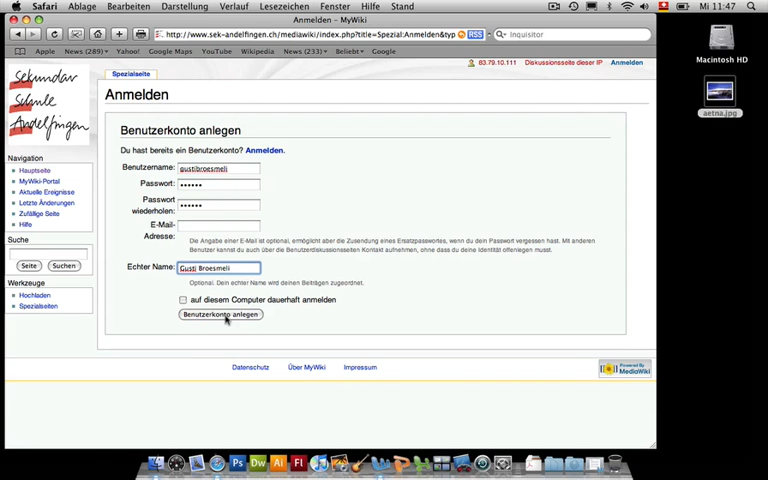 Safari Ablage Bearbeiten Darstellung Verlauf Lesezeichen Fenster Hilfe Stand Mi 11:47
Anmelden – MyWiki
http://www.sek-andelfingen.ch/mediawiki/index.php?title=Spezial:Anmelden&typ RSS Inquisitor
Apple News (289) Yahoo! Google Maps YouTube Wikipedia News (233) Beliebt Google
Macintosh HD
aetna.jpg
Sekundar
Schule
Andelfingen
83.79.10.111 Diskussionsseite dieser IP Anmelden
Spezialseite
Anmelden
Benutzerkonto anlegen
Du hast bereits ein Benutzerkonto? Anmelden.
Benutzername: gustibroesmeli
Passwort: ••••••
Passwort
wiederholen: ••••••
E-Mail-
Adresse:
Die Angabe einer E-Mail ist optional, ermöglicht aber die Zusendung eines Ersatzpasswortes, wenn du dein Passwort vergessen hast. Mit anderen
Benutzer kannst du auch über die Benutzerdiskussionsseiten Kontakt aufnehmen, ohne dass du deine Identität offenlegen musst.
Echter Name: Gusti Broesmeli
Optional. Dein echter Name wird deinen Beiträgen zugeordnet.
auf diesem Computer dauerhaft anmelden
Benutzerkonto anlegen
Navigation
Hauptseite
MyWiki-Portal
Aktuelle Ereignisse
Letzte Änderungen
Zufällige Seite
Hilfe
Suche
Seite Suchen
Werkzeuge
Hochladen
Spezialseiten
Datenschutz Über MyWiki Impressum
Powered By
MediaWiki
Ps Dw Ai Fl